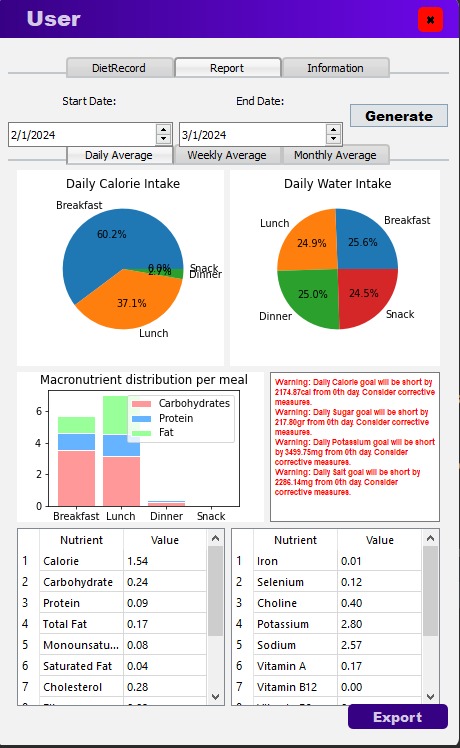 User
×
DietRecord Report Information
Start Date: End Date:
2/1/2024 3/1/2024 Generate
Daily Average Weekly Average Monthly Average
Daily Calorie Intake
Breakfast
60.2%
0.0% Snack
2.7% Dinner
37.1%
Lunch
Daily Water Intake
Lunch Breakfast
24.9% 25.6%
25.0% 24.5%
Dinner Snack
Macronutrient distribution per meal
Carbohydrates
Protein
Fat
6
4
2
0
Breakfast Lunch Dinner Snack
Warning: Daily Calorie goal will be short by
2174.87cal from 0th day. Consider corrective
measures.
Warning: Daily Sugar goal will be short by
217.80gr from 0th day. Consider corrective
measures.
Warning: Daily Potassium goal will be short
by 3499.75mg from 0th day. Consider
corrective measures.
Warning: Daily Salt goal will be short by
2286.14mg from 0th day. Consider
corrective measures.
Nutrient Value
1 Calorie 1.54
2 Carbohydrate 0.24
3 Protein 0.09
4 Total Fat 0.17
5 Monounsatu... 0.08
6 Saturated Fat 0.04
7 Cholesterol 0.28
Nutrient Value
1 Iron 0.01
2 Selenium 0.12
3 Choline 0.40
4 Potassium 2.80
5 Sodium 2.57
6 Vitamin A 0.17
7 Vitamin B12 0.00
Export